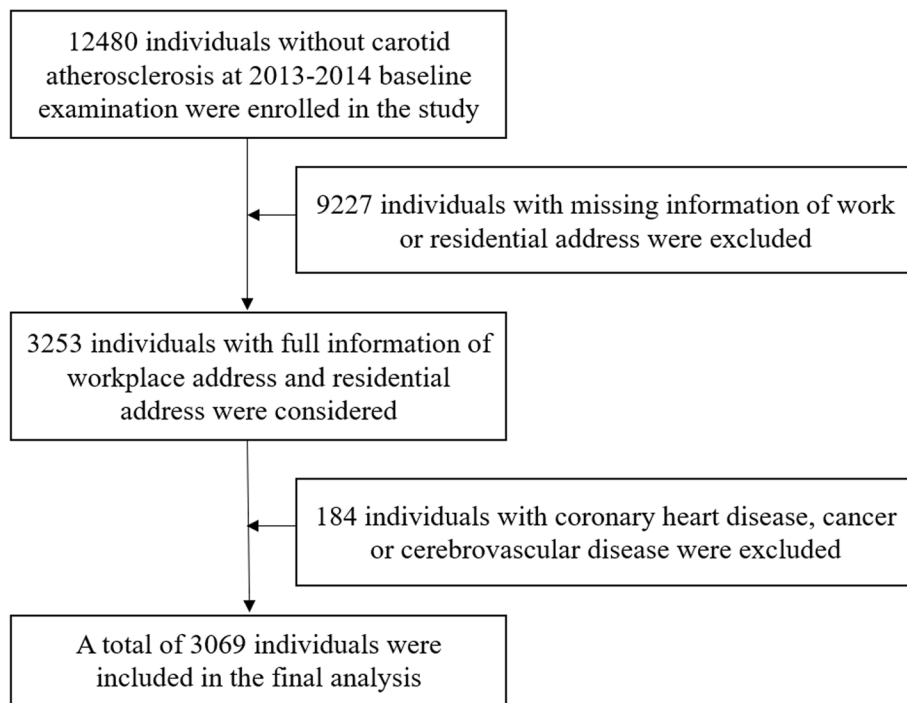 12480 individuals without carotid
atherosclerosis at 2013-2014 baseline
examination were enrolled in the study
9227 individuals with missing information of work
or residential address were excluded
3253 individuals with full information of
workplace address and residential
address were considered
184 individuals with coronary heart disease, cancer
or cerebrovascular disease were excluded
A total of 3069 individuals were
included in the final analysis